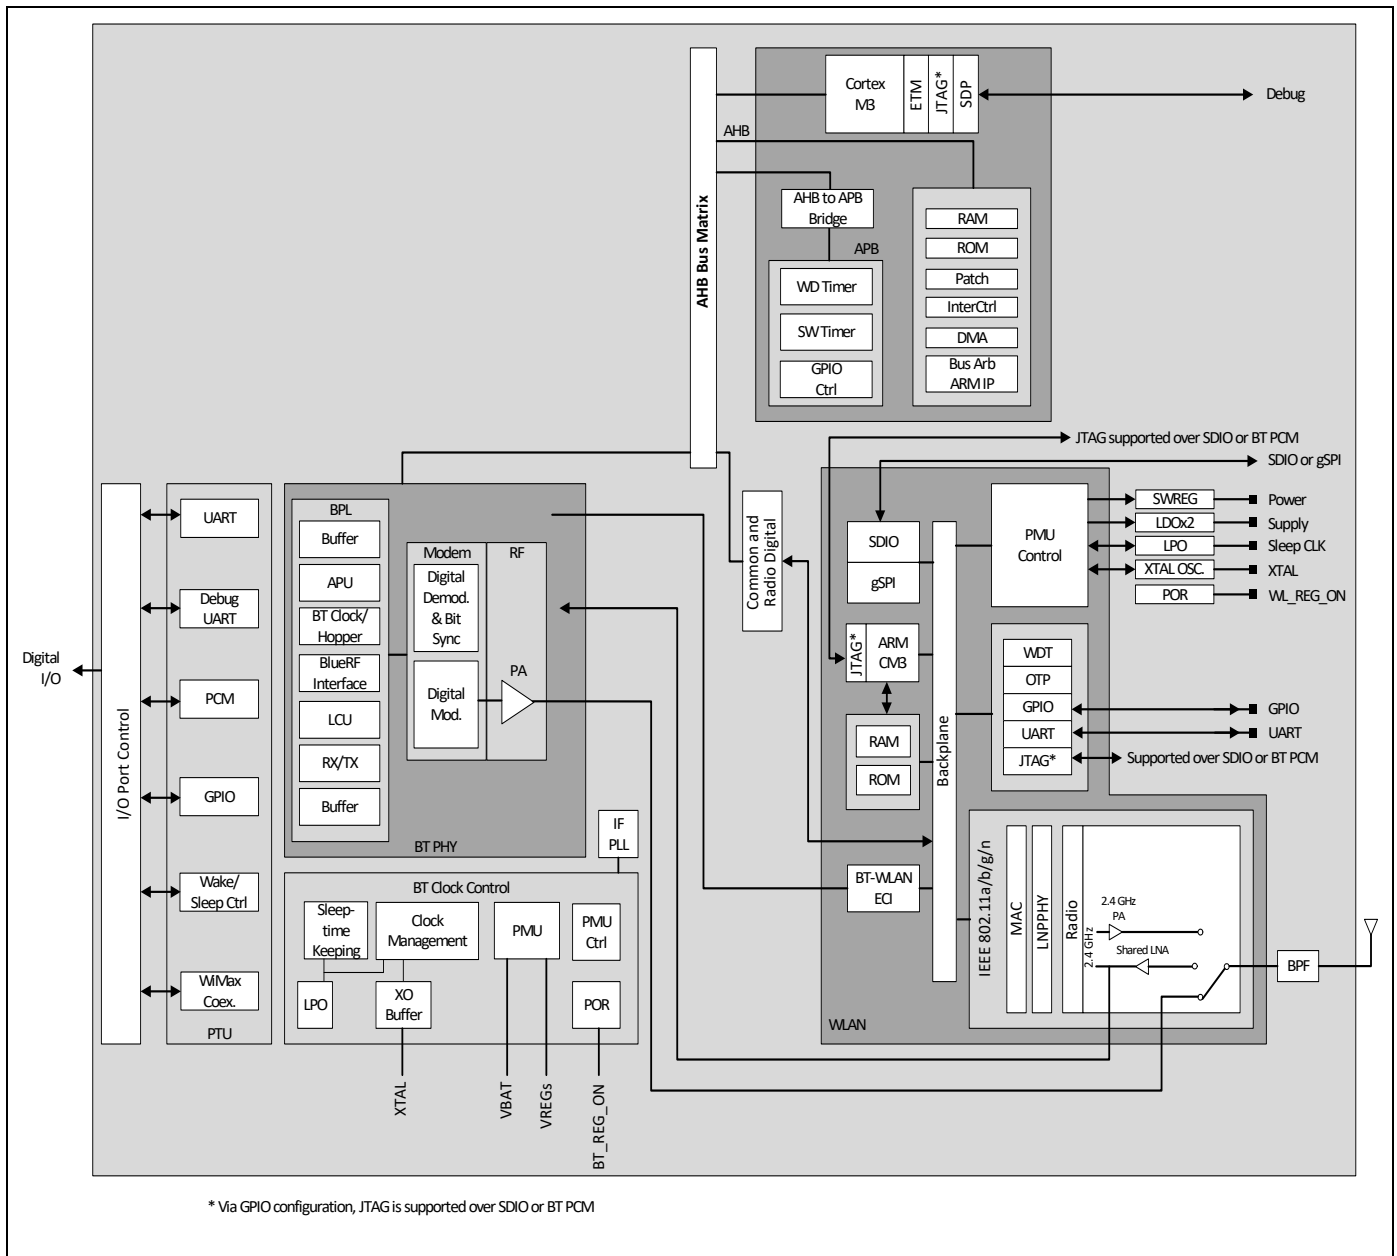 Cortex
M3
ETM
JTAG*
SDP
Debug
AHB
AHB Bus Matrix
AHB to APB
Bridge
APB
WD Timer
SW Timer
GPIO
Ctrl
RAM
ROM
Patch
InterCtrl
DMA
Bus Arb
ARM IP
JTAG supported over SDIO or BT PCM
SDIO or gSPI
Digital
I/O
I/O Port Control
UART
Debug
UART
PCM
GPIO
Wake/
Sleep Ctrl
WiMax
Coex.
PTU
BPL
Buffer
APU
BT Clock/
Hopper
BlueRF
Interface
LCU
RX/TX
Buffer
Modem
Digital
Demod.
& Bit
Sync
Digital
Mod.
RF
PA
BT PHY
Common and
Radio Digital
IF
PLL
BT Clock Control
Sleep-
time
Keeping
Clock
Management
PMU
PMU
Ctrl
LPO
XO
Buffer
POR
XTAL
VBAT
VREGs
BT_REG_ON
SDIO
gSPI
JTAG*
ARM
CM3
RAM
ROM
BT-WLAN
ECI
Backplane
WLAN
PMU
Control
SWREG
Power
LDOx2
Supply
LPO
Sleep CLK
XTAL OSC.
XTAL
POR
WL_REG_ON
WDT
OTP
GPIO
GPIO
UART
UART
JTAG*
Supported over SDIO or BT PCM
IEEE 802.11a/b/g/n
MAC
LNPPHY
Radio
2.4 GHz
2.4 GHz
PA
Shared LNA
BPF
* Via GPIO configuration, JTAG is supported over SDIO or BT PCM